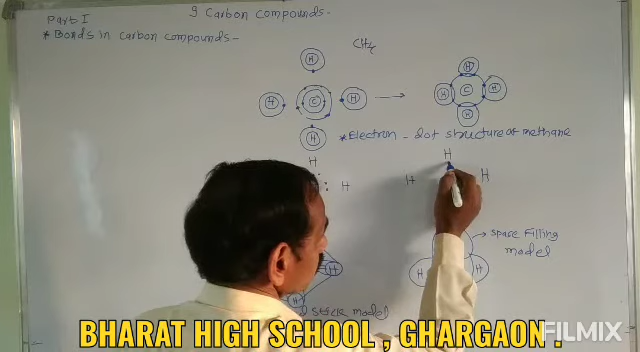 Part I
9 Carbon compounds-
* Bonds in carbon compounds-
CH4
H
H C H
H
H
H C H
H
* Electron - dot structure of methane
H H
: H H H
space filling
model
H H H
H stick model
BHARAT HIGH SCHOOL , GHARGAON .
FILMIX